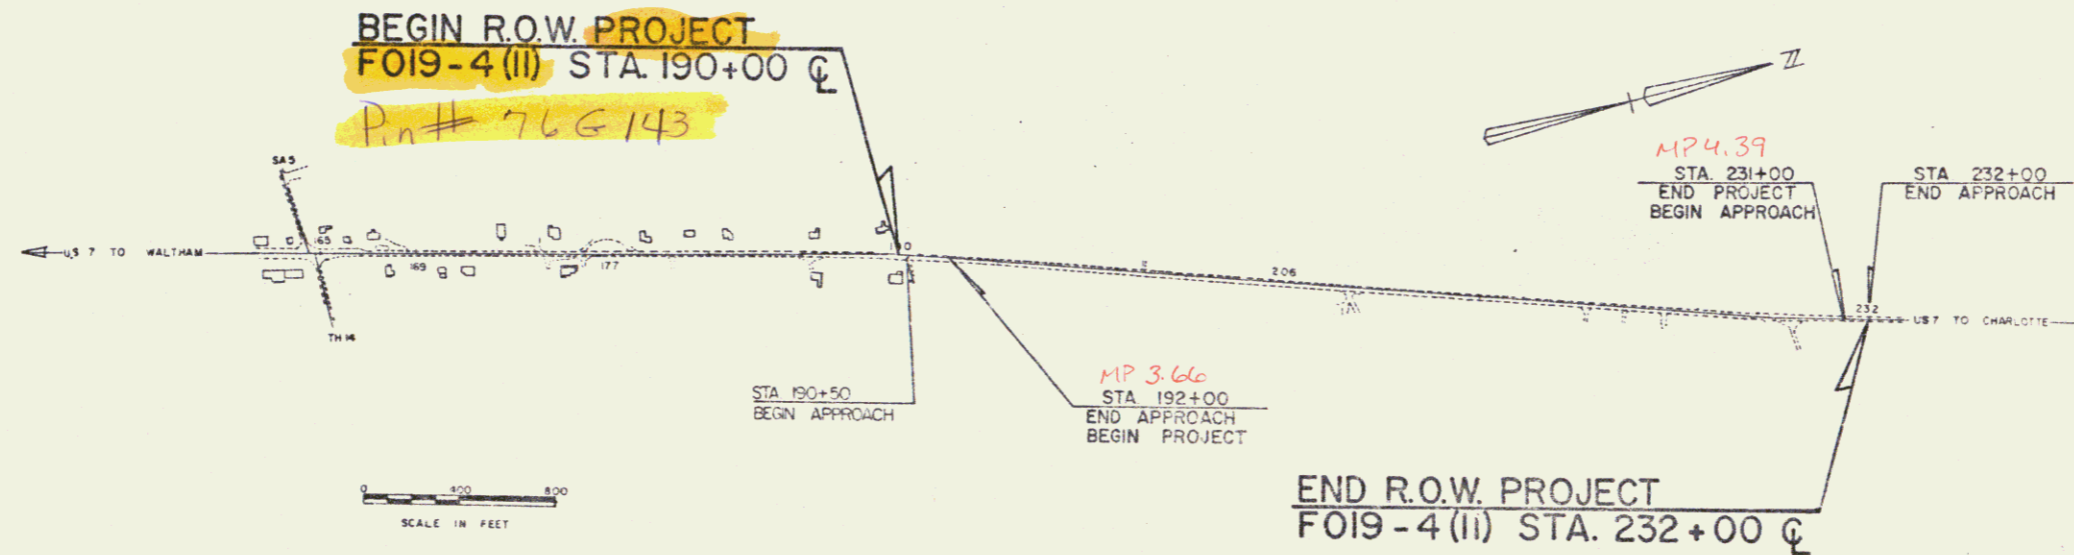 BEGIN R.O.W. PROJECT
F019-4(11) STA. 190+00 ℄
Pin # 76G143
N
MP 4.39
STA. 231+00
END PROJECT
BEGIN APPROACH
STA 232+00
END APPROACH
SA5
165
169
177
206
232
US 7 TO WALTHAM
US 7 TO CHARLOTTE
TH 14
STA 190+50
BEGIN APPROACH
MP 3.66
STA 192+00
END APPROACH
BEGIN PROJECT
0 400 800
SCALE IN FEET
END R.O.W. PROJECT
F019-4(11) STA. 232+00 ℄